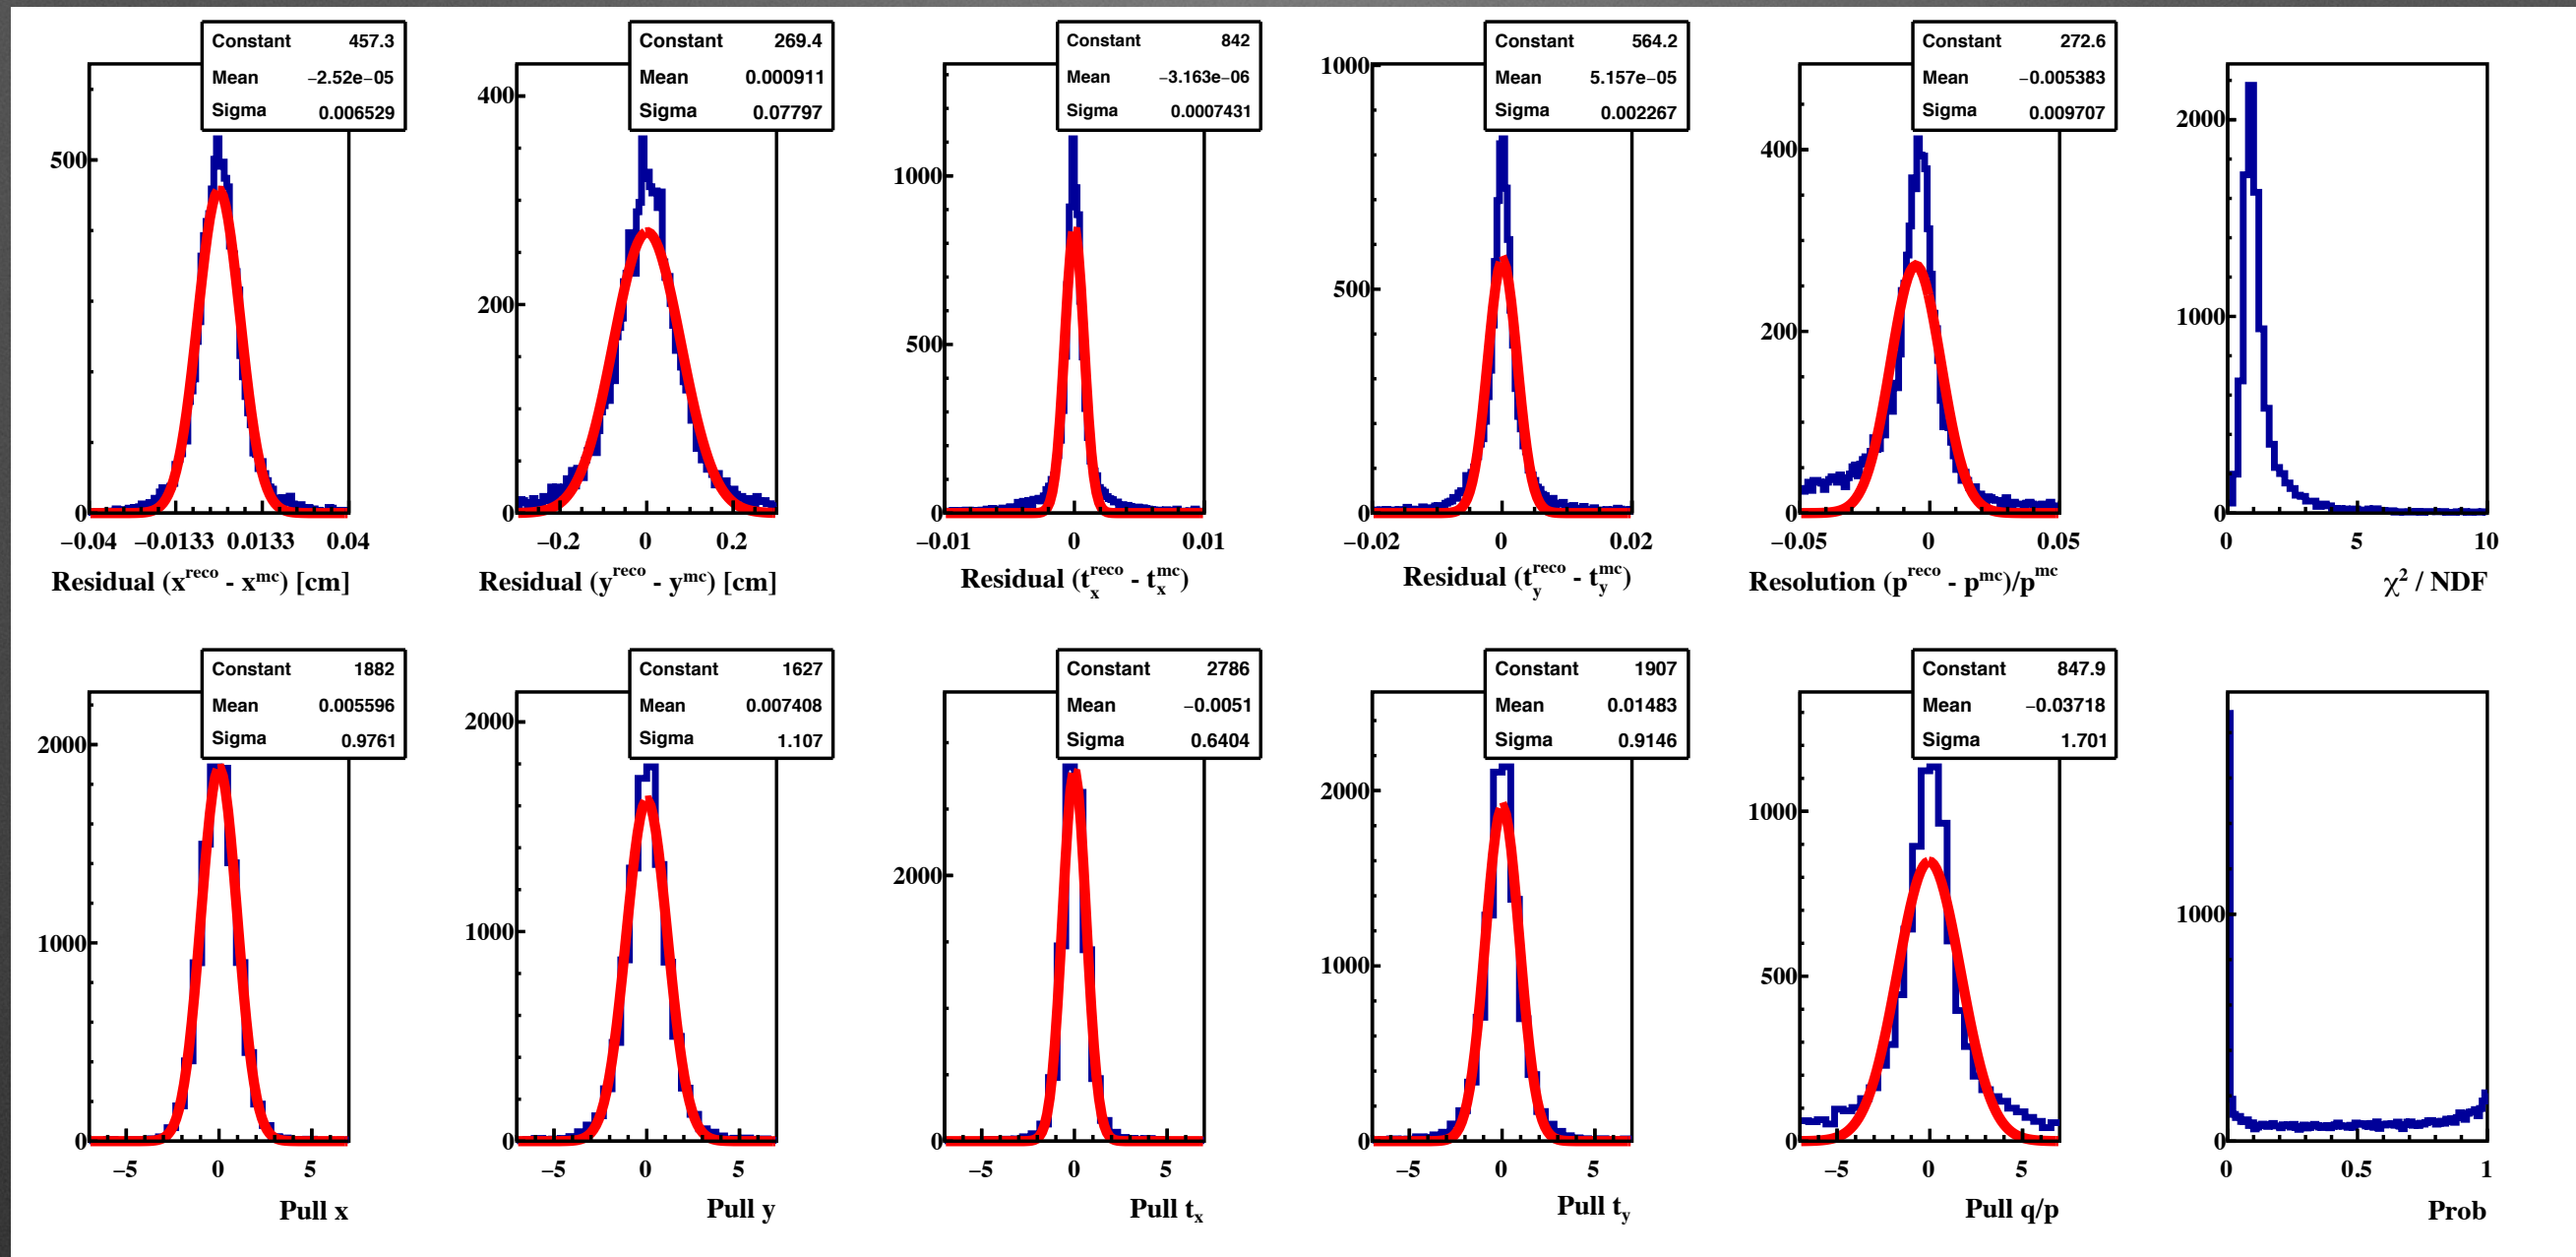 Constant 457.3
Mean −2.52e−05
Sigma 0.006529
500
0
−0.04 −0.0133 0.0133 0.04
Residual (x^reco - x^mc) [cm]
Constant 269.4
Mean 0.000911
Sigma 0.07797
400
200
0
−0.2 0 0.2
Residual (y^reco - y^mc) [cm]
Constant 842
Mean −3.163e−06
Sigma 0.0007431
1000
500
0
−0.01 0 0.01
Residual (t_x^reco - t_x^mc)
Constant 564.2
Mean 5.157e−05
Sigma 0.002267
1000
500
0
−0.02 0 0.02
Residual (t_y^reco - t_y^mc)
Constant 272.6
Mean −0.005383
Sigma 0.009707
400
200
0
−0.05 0 0.05
Resolution (p^reco - p^mc)/p^mc
2000
1000
0
0 5 10
χ² / NDF
Constant 1882
Mean 0.005596
Sigma 0.9761
2000
1000
0
−5 0 5
Pull x
Constant 1627
Mean 0.007408
Sigma 1.107
2000
1000
0
−5 0 5
Pull y
Constant 2786
Mean −0.0051
Sigma 0.6404
2000
0
−5 0 5
Pull t_x
Constant 1907
Mean 0.01483
Sigma 0.9146
2000
1000
0
−5 0 5
Pull t_y
Constant 847.9
Mean −0.03718
Sigma 1.701
1000
500
0
−5 0 5
Pull q/p
1000
0
0 0.5 1
Prob